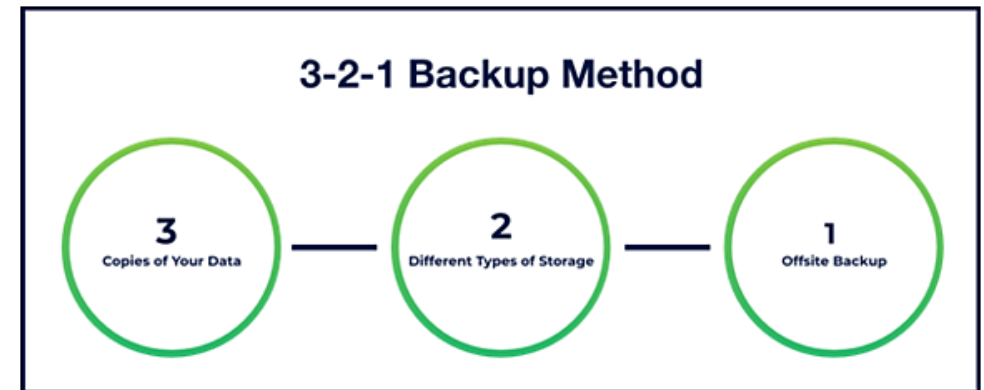 3-2-1 Backup Method
3
Copies of Your Data
2
Different Types of Storage
1
Offsite Backup